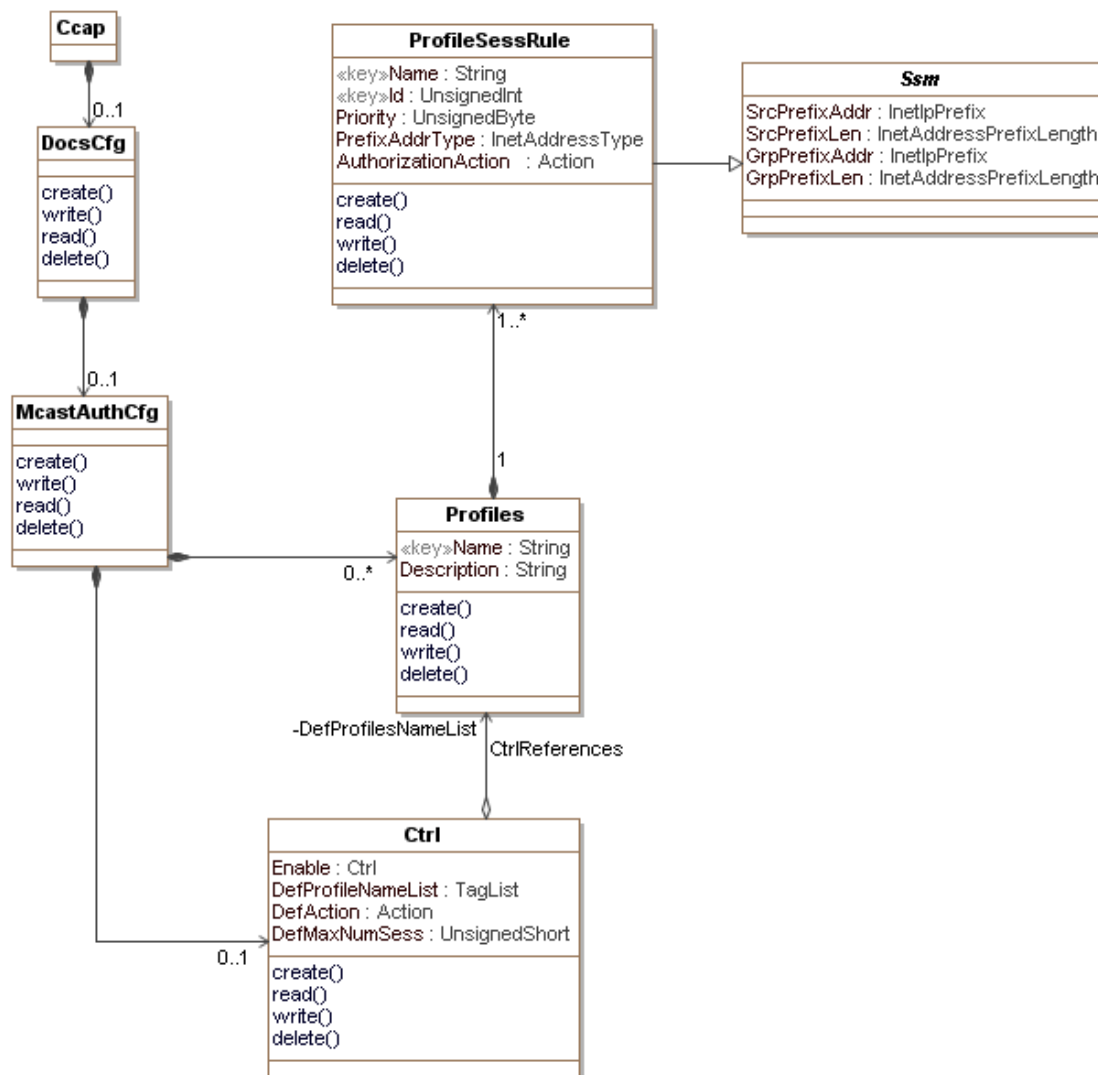 Ccap
0..1
DocsCfg
create()
write()
read()
delete()
0..1
McastAuthCfg
create()
write()
read()
delete()
ProfileSessRule
«key»Name : String
«key»Id : UnsignedInt
Priority : UnsignedByte
PrefixAddrType : InetAddressType
AuthorizationAction : Action
create()
read()
write()
delete()
Ssm
SrcPrefixAddr : InetIpPrefix
SrcPrefixLen : InetAddressPrefixLength
GrpPrefixAddr : InetIpPrefix
GrpPrefixLen : InetAddressPrefixLength
1..*
1
0..*
Profiles
«key»Name : String
Description : String
create()
read()
write()
delete()
-DefProfilesNameList
CtrlReferences
0..1
Ctrl
Enable : Ctrl
DefProfileNameList : TagList
DefAction : Action
DefMaxNumSess : UnsignedShort
create()
read()
write()
delete()